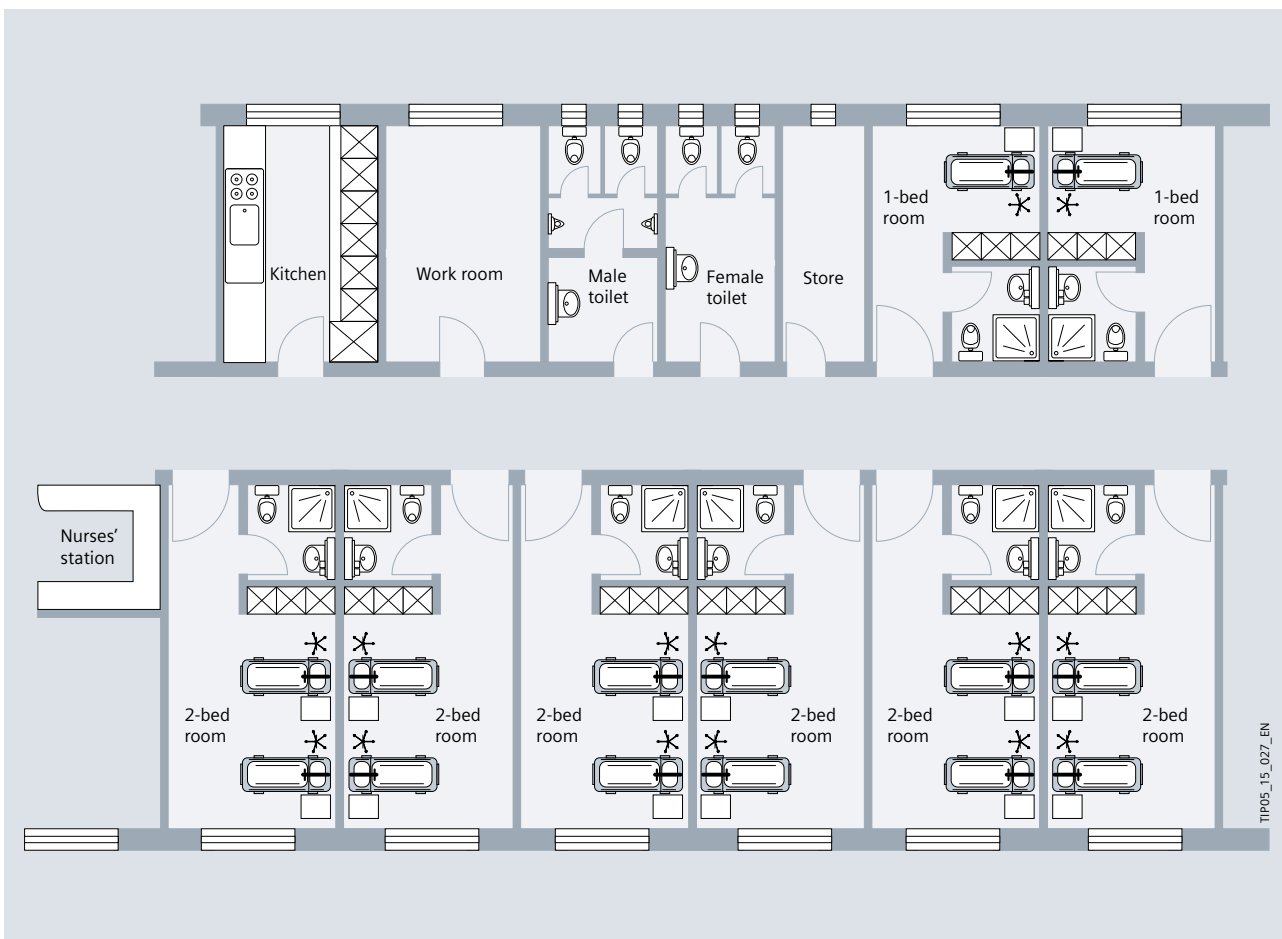 1-bed
room
1-bed
room
Kitchen
Work room
Male
toilet
Female
toilet
Store
Nurses'
station
2-bed
room
2-bed
room
2-bed
room
2-bed
room
2-bed
room
2-bed
room
TIP05_15_027_EN